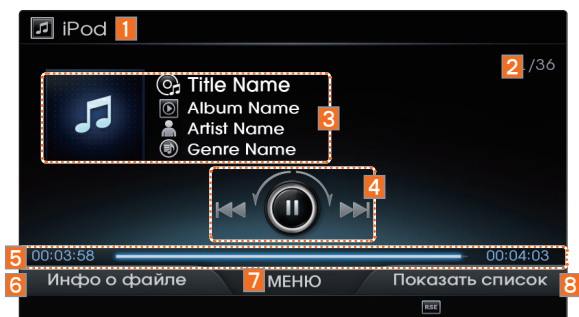 iPod 1
2 /36
Title Name
Album Name
Artist Name
Genre Name
3
4
5 00:03:58 00:04:03
Инфо о файле 7 МЕНЮ Показать список
6 8
RSE